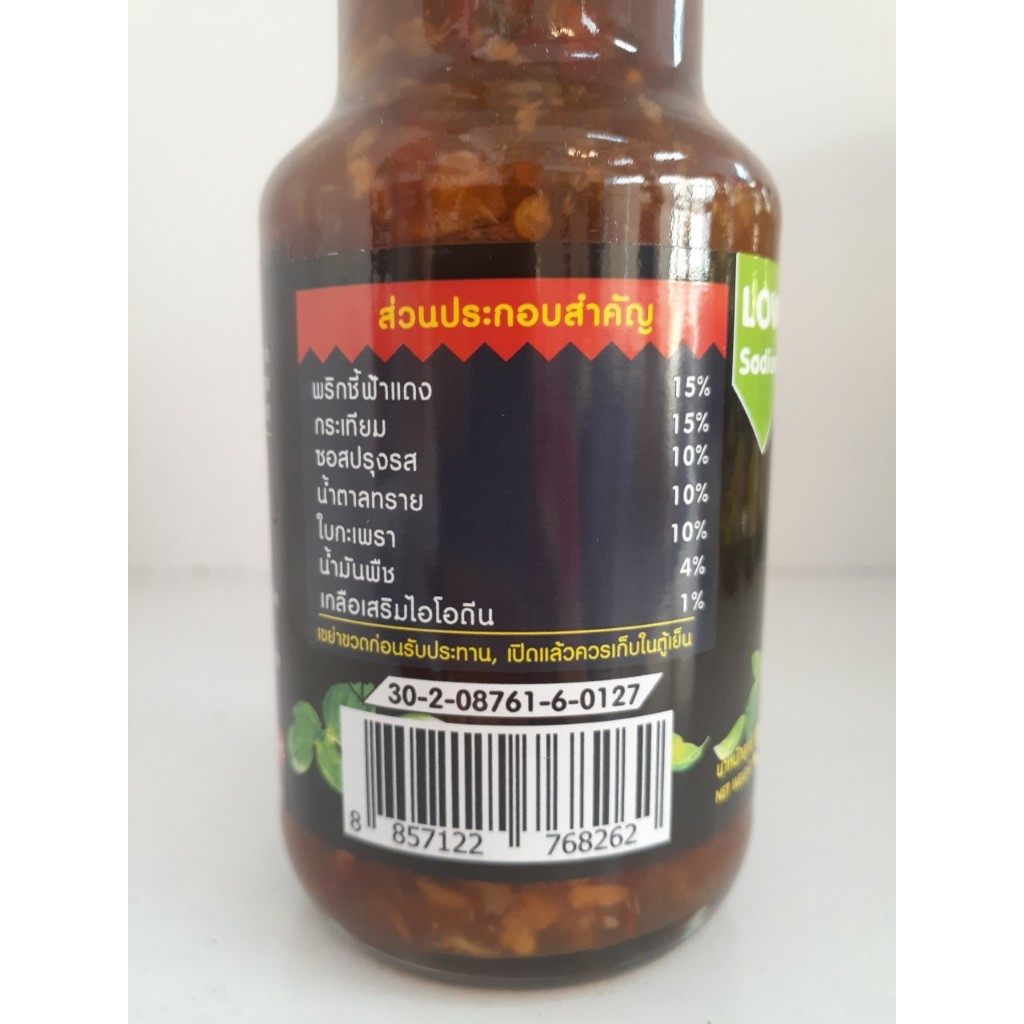 ส่วนประกอบสำคัญ
พริกชี้ฟ้าแดง 15%
กระเทียม 15%
ซอสปรุงรส 10%
น้ำตาลทราย 10%
ใบกะเพรา 10%
น้ำมันพืช 4%
เกลือเสริมไอโอดีน 1%
เขย่าขวดก่อนรับประทาน, เปิดแล้วควรเก็บในตู้เย็น
30-2-08761-6-0127
8 857122 768262
NET